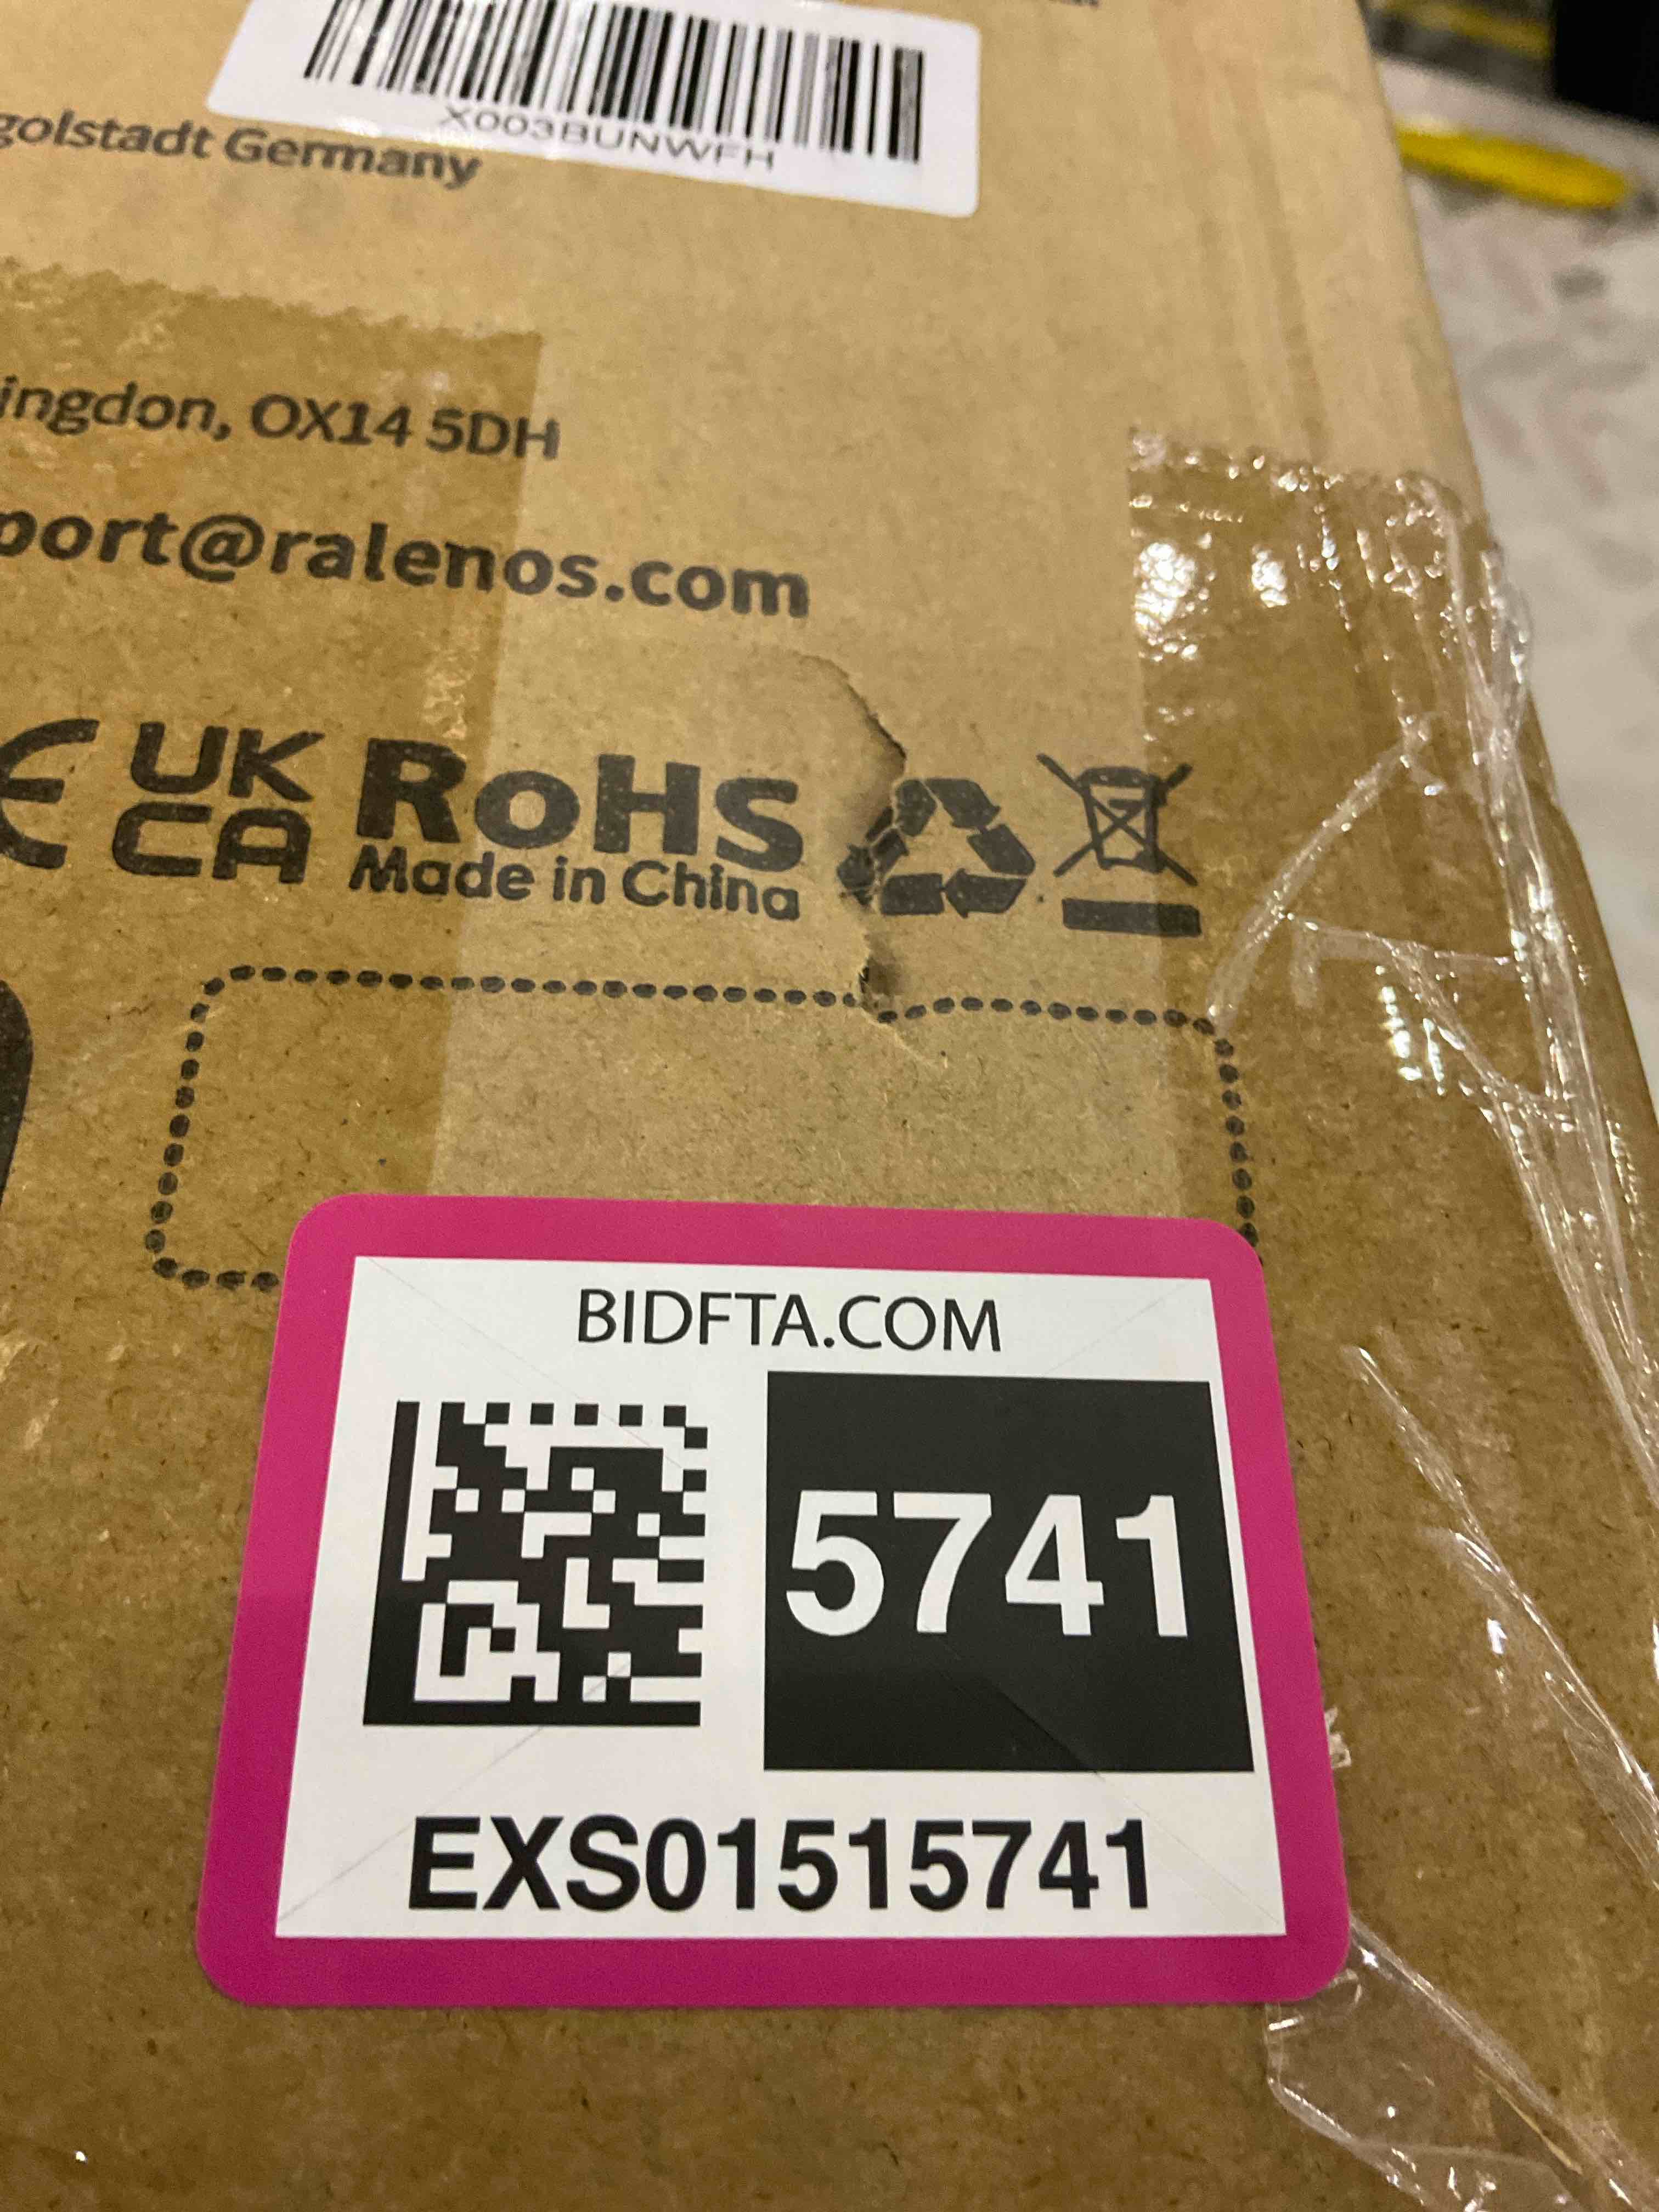 X003BUNWFH
golstadt Germany
ingdon, OX14 5DH
port@ralenos.com
CE UK CA RoHS
Made in China
BIDFTA.COM
5741
EXS01515741